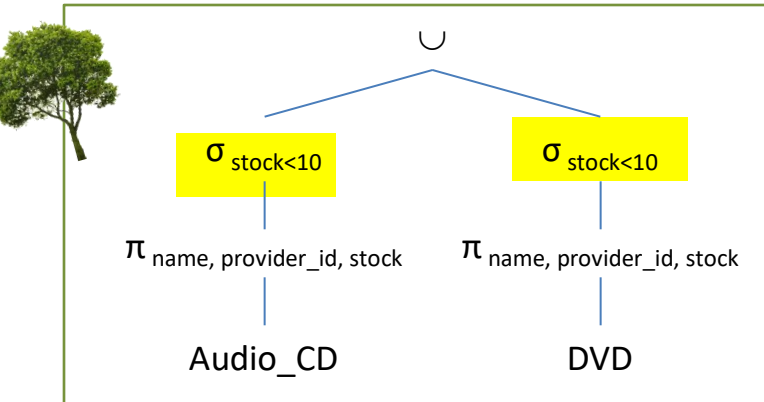 ∪
σ stock<10 σ stock<10
π name, provider_id, stock π name, provider_id, stock
Audio_CD DVD